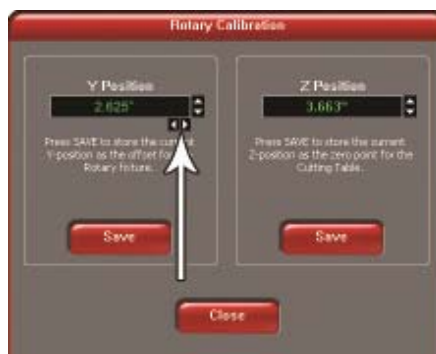 Rotary Calibration
Y Position
2.625"
Press SAVE to store the current
Y-position as the offset for
Rotary fixture.
Save
Z Position
3.663"
Press SAVE to store the current
Z-position as the zero point for the
Cutting Table.
Save
Close